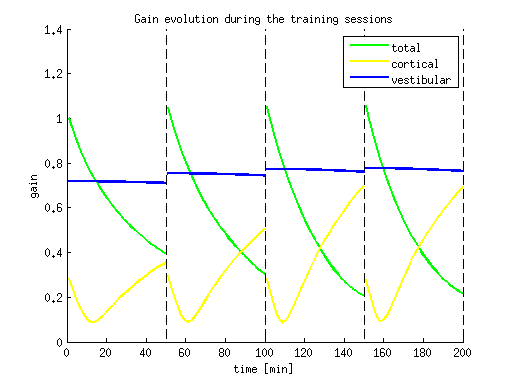 Gain evolution during the training sessions
1.4
1.2
1
0.8
0.6
0.4
0.2
0
gain
total
cortical
vestibular
0 20 40 60 80 100 120 140 160 180 200
time [min]